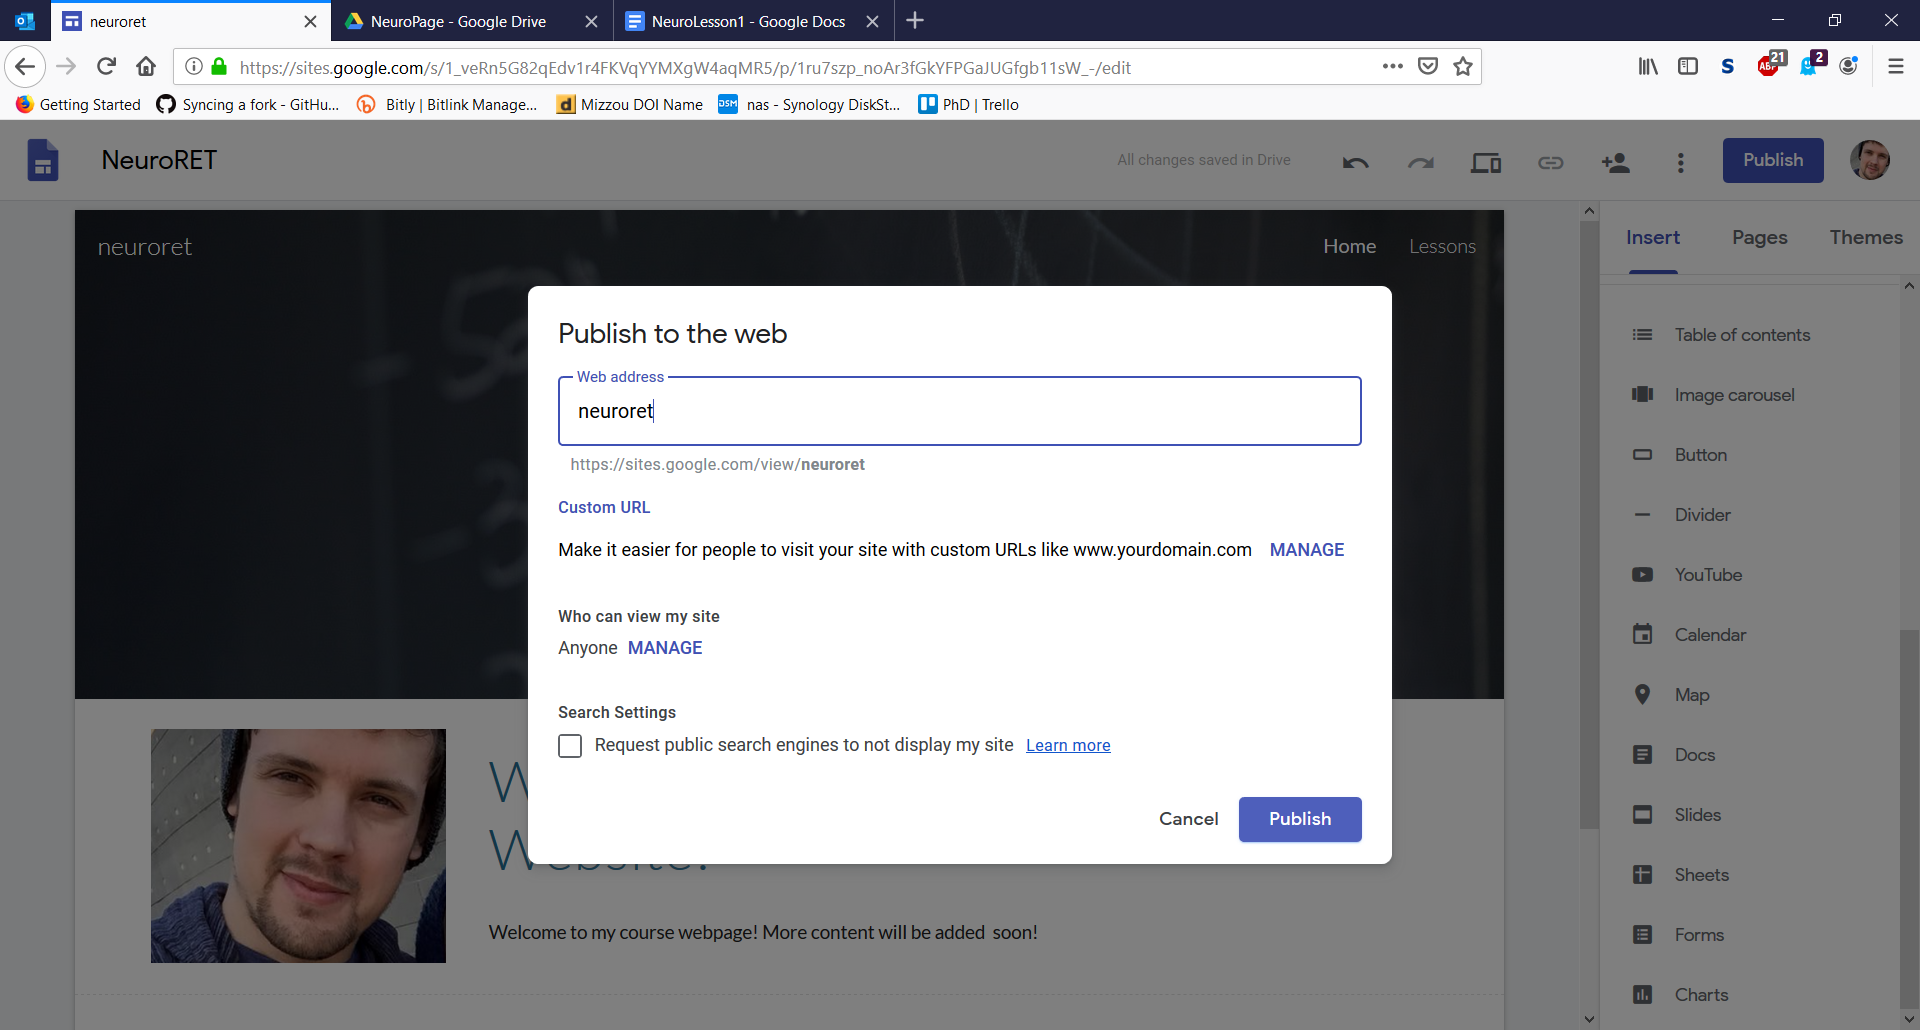 neuroret
NeuroPage - Google Drive
NeuroLesson1 - Google Docs
https://sites.google.com/s/1_veRn5G82qEdv1r4FKVqYYMXgW4aqMR5/p/1ru7szp_noAr3fGkYFPGaJUGfgb11sW_-/edit
S
ABP
21
2
Getting Started
Syncing a fork - GitHu...
Bitly | Bitlink Manage...
d
Mizzou DOI Name
DSM
nas - Synology DiskSt...
PhD | Trello
NeuroRET
All changes saved in Drive
Publish
neuroret
Home
Lessons
Insert
Pages
Themes
Publish to the web
Web address
neuroret
https://sites.google.com/view/neuroret
Custom URL
Make it easier for people to visit your site with custom URLs like www.yourdomain.com MANAGE
Who can view my site
Anyone MANAGE
Search Settings
Request public search engines to not display my site Learn more
Cancel
Publish
Welcome to my course webpage! More content will be added  soon!
Table of contents
Image carousel
Button
Divider
YouTube
Calendar
Map
Docs
Slides
Sheets
Forms
Charts